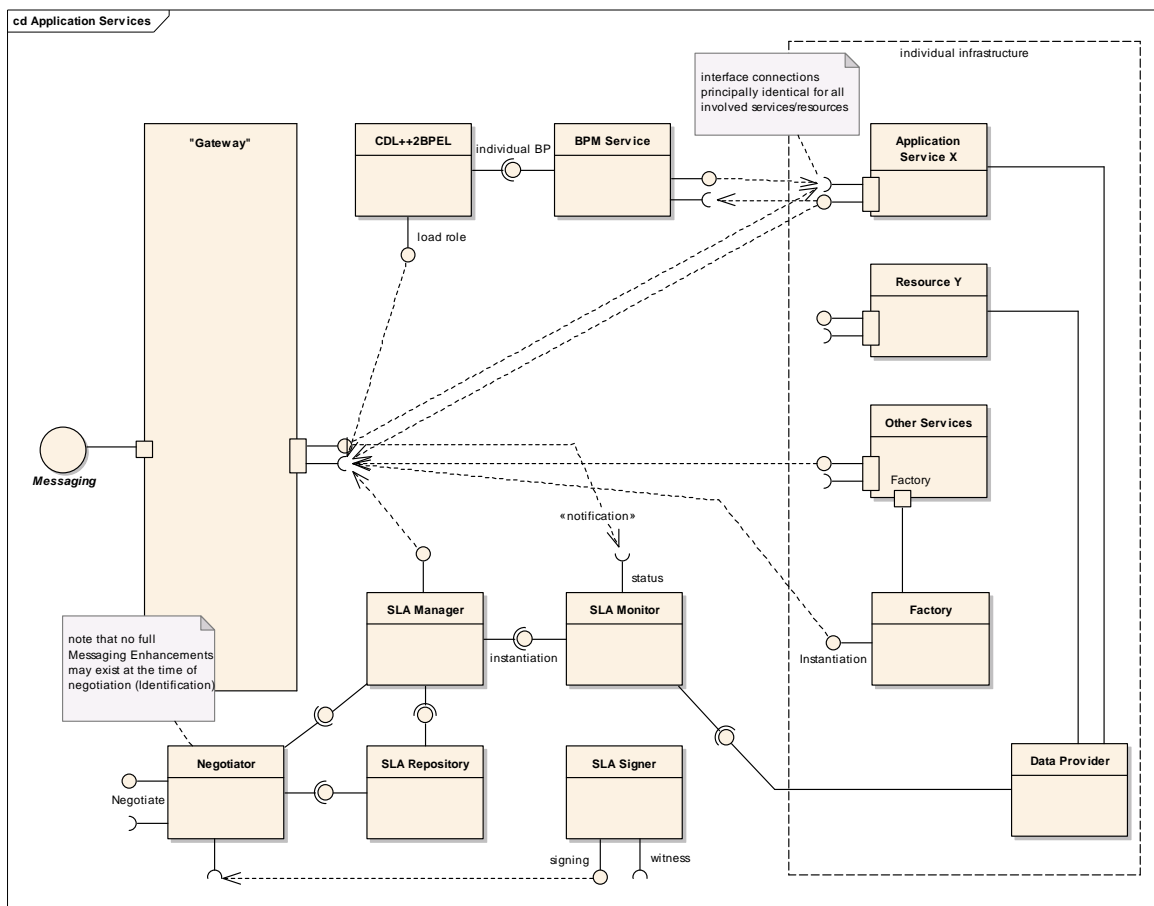 cd Application Services
individual infrastructure
interface connections
principally identical for all
involved services/resources
"Gateway"
CDL++2BPEL
individual BP
BPM Service
Application
Service X
load role
Resource Y
Other Services
Factory
Messaging
«notification»
status
SLA Manager
instantiation
SLA Monitor
Factory
Instantiation
note that no full
Messaging Enhancements
may exist at the time of
negotiation (Identification)
Negotiator
Negotiate
SLA Repository
SLA Signer
signing
witness
Data Provider